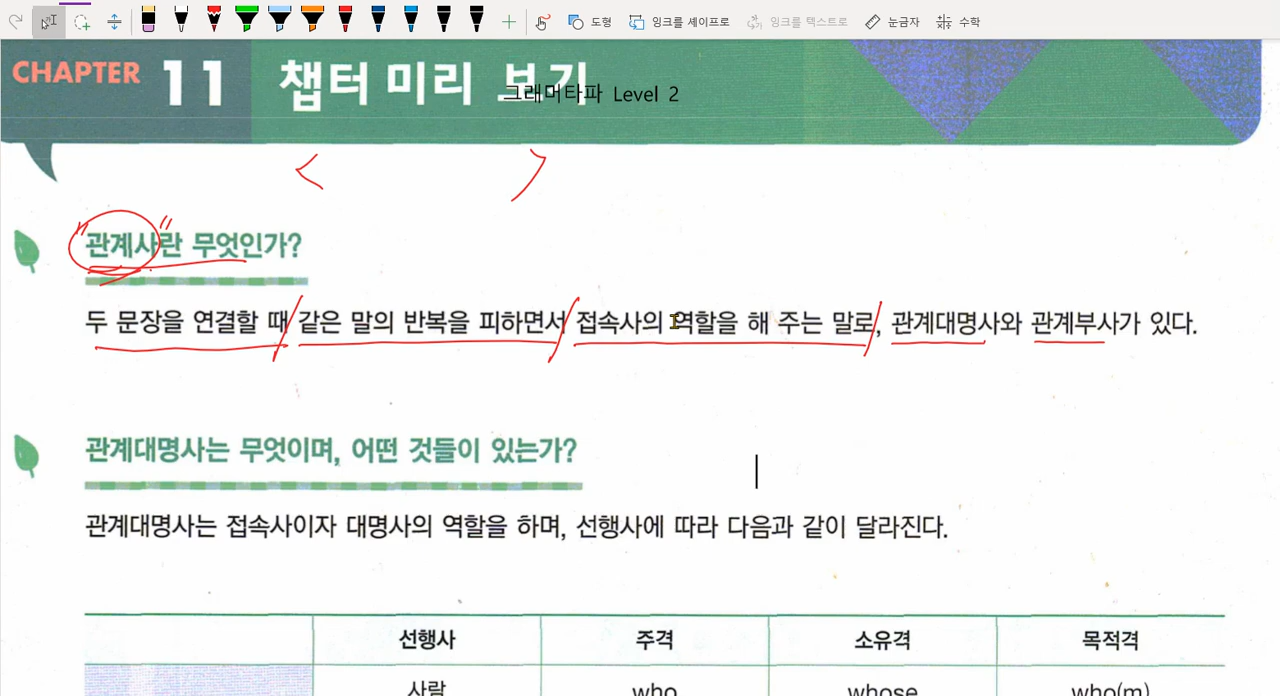 도형
잉크를 셰이프로
잉크를 텍스트로
눈금자
수학
CHAPTER 11 챕터 미리 보기
그래머타파 Level 2
"관계사란 무엇인가?"
두 문장을 연결할 때/같은 말의 반복을 피하면서/접속사의 역할을 해 주는 말로/, 관계대명사와 관계부사가 있다.
관계대명사는 무엇이며, 어떤 것들이 있는가?
관계대명사는 접속사이자 대명사의 역할을 하며, 선행사에 따라 다음과 같이 달라진다.
선행사 주격 소유격 목적격
사람 who whose who(m)